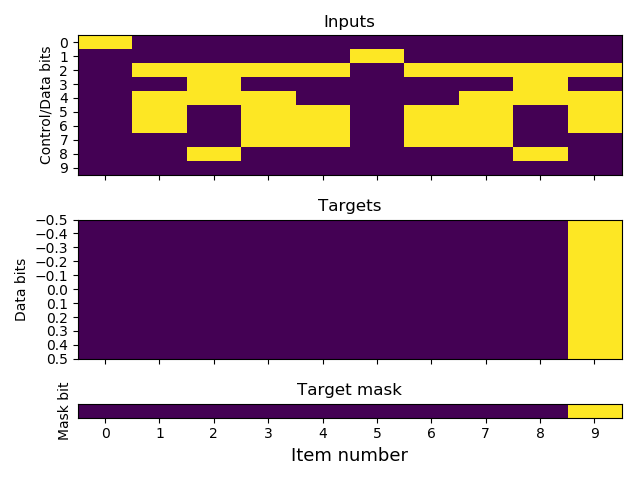 Inputs
Control/Data bits
0
1
2
3
4
5
6
7
8
9
Targets
Data bits
−0.5
−0.4
−0.3
−0.2
−0.1
0.0
0.1
0.2
0.3
0.4
0.5
Target mask
Mask bit
0 1 2 3 4 5 6 7 8 9
Item number